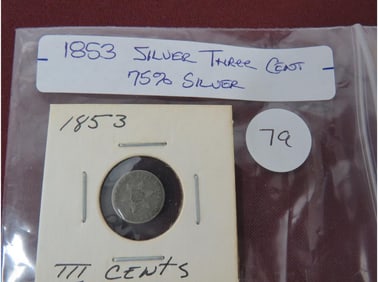 1853 SILVER THREE CENT
75% SILVER
79
1853
III CENTS